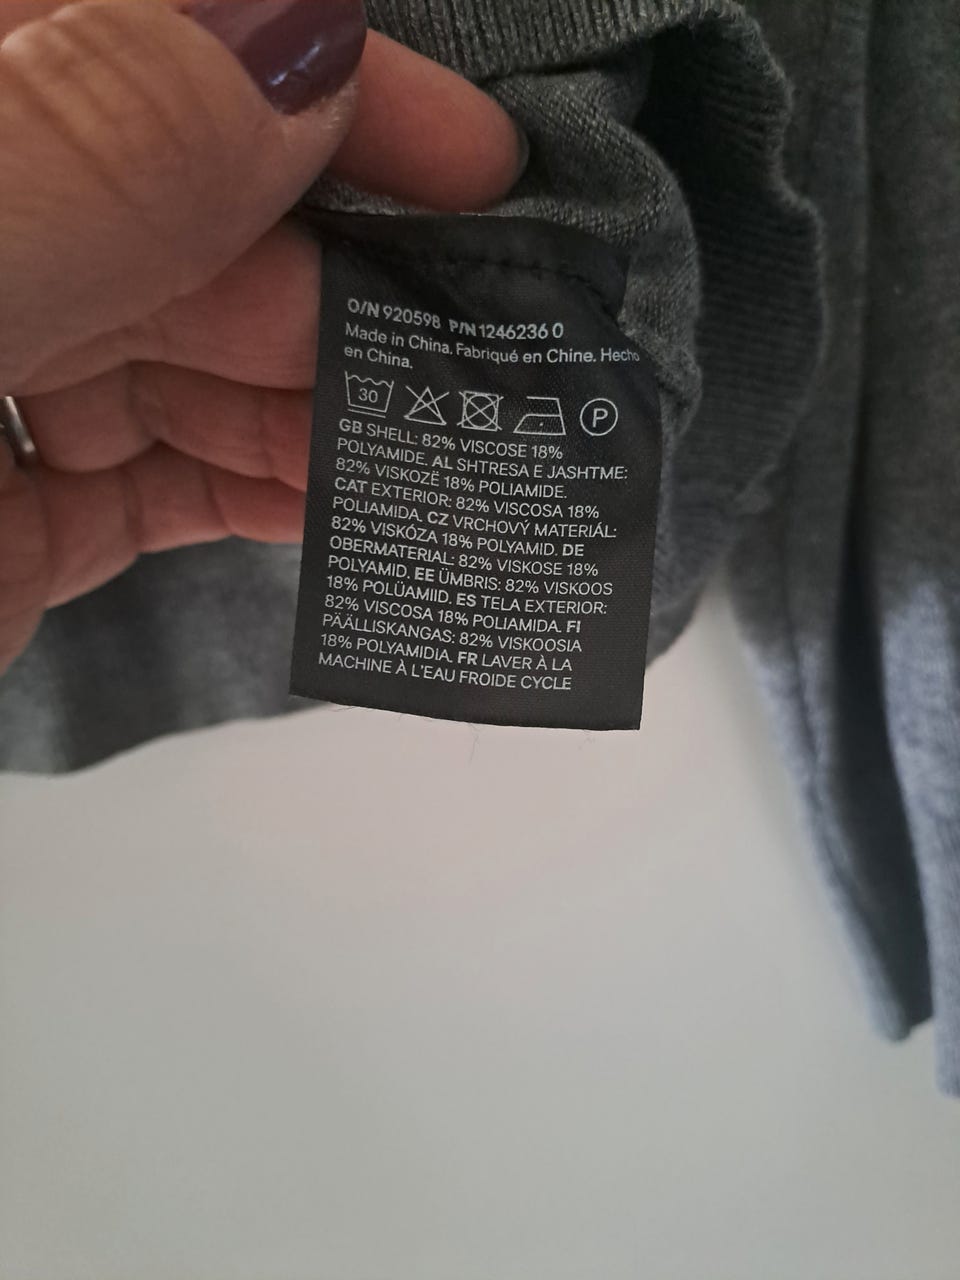 O/N 920598 P/N 1246236 0
Made in China. Fabriqué en Chine. Hecho
en China.
30 P
GB SHELL: 82% VISCOSE 18%
POLYAMIDE. AL SHTRESA E JASHTME:
82% VISKOZË 18% POLIAMIDE.
CAT EXTERIOR: 82% VISCOSA 18%
POLIAMIDA. CZ VRCHOVÝ MATERIÁL:
82% VISKÓZA 18% POLYAMID. DE
OBERMATERIAL: 82% VISKOSE 18%
POLYAMID. EE ÜMBRIS: 82% VISKOOS
18% POLÜAMIID. ES TELA EXTERIOR:
82% VISCOSA 18% POLIAMIDA. FI
PÄÄLLISKANGAS: 82% VISKOOSIA
18% POLYAMIDIA. FR LAVER À LA
MACHINE À L'EAU FROIDE CYCLE